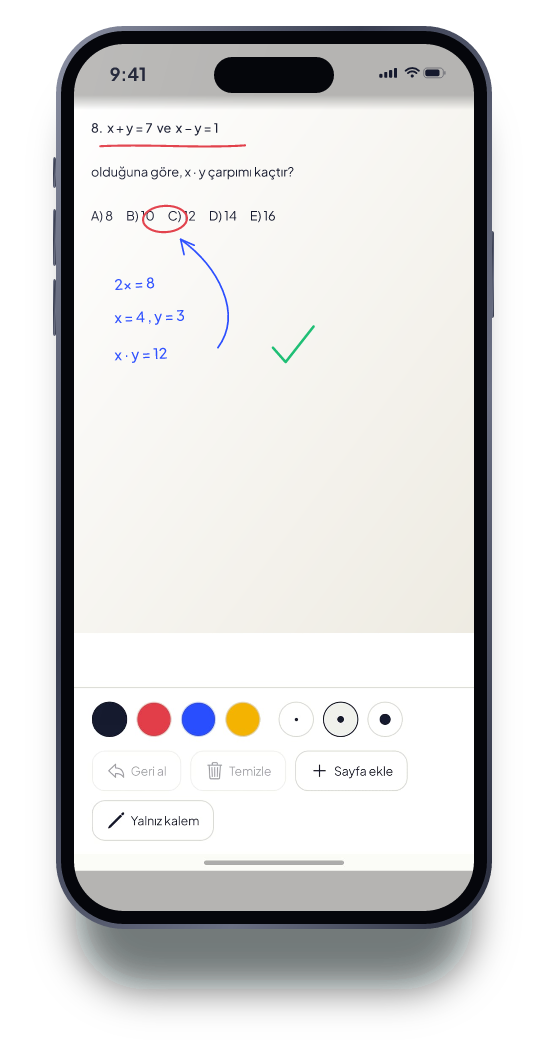 9:41
8. x + y = 7 ve x − y = 1
olduğuna göre, x · y çarpımı kaçtır?
A) 8 B) 10 C) 12 D) 14 E) 16
2x = 8
x = 4 , y = 3
x · y = 12
Geri al Temizle Sayfa ekle
Yalnız kalem